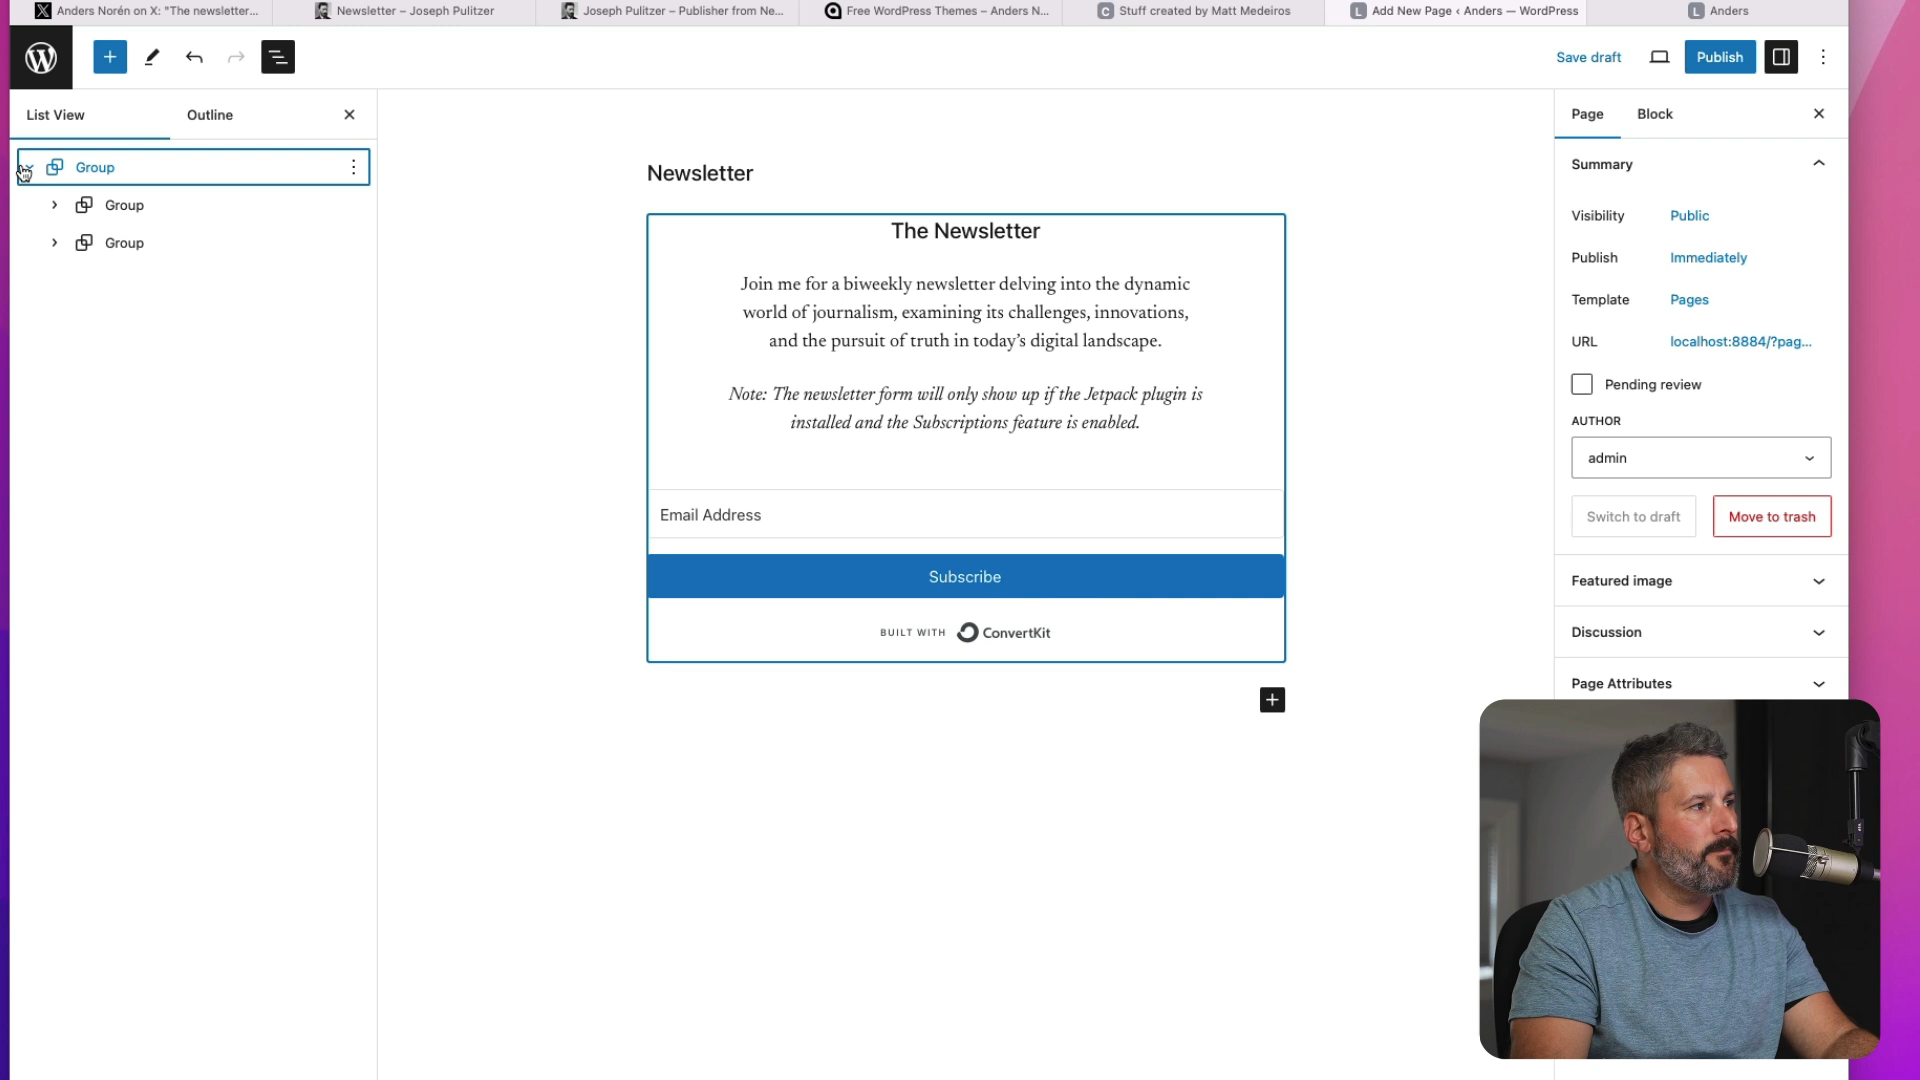 Anders Norén on X: "The newsletter...
Newsletter – Joseph Pulitzer
Joseph Pulitzer – Publisher from Ne...
Free WordPress Themes – Anders N...
C Stuff created by Matt Medeiros
L Add New Page ‹ Anders — WordPress
L Anders
Save draft
Publish
List View
Outline
Group
Group
Group
Newsletter
The Newsletter
Join me for a biweekly newsletter delving into the dynamic
world of journalism, examining its challenges, innovations,
and the pursuit of truth in today’s digital landscape.
Note: The newsletter form will only show up if the Jetpack plugin is
installed and the Subscriptions feature is enabled.
Email Address
Subscribe
BUILT WITH ConvertKit
Page
Block
Summary
Visibility Public
Publish Immediately
Template Pages
URL localhost:8884/?pag...
Pending review
AUTHOR
admin
Switch to draft
Move to trash
Featured image
Discussion
Page Attributes